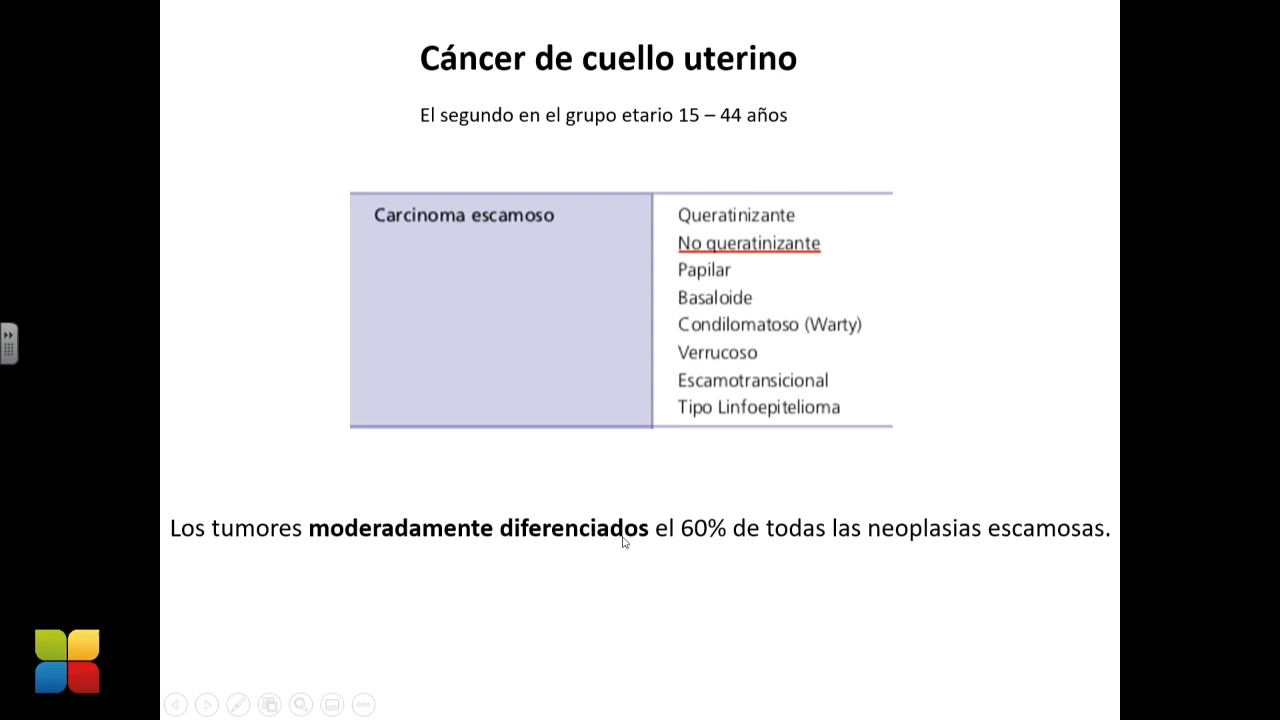 Cáncer de cuello uterino
El segundo en el grupo etario 15 – 44 años
Carcinoma escamoso
Queratinizante
No queratinizante
Papilar
Basaloide
Condilomatoso (Warty)
Verrucoso
Escamotransicional
Tipo Linfoepitelioma
Los tumores moderadamente diferenciados el 60% de todas las neoplasias escamosas.